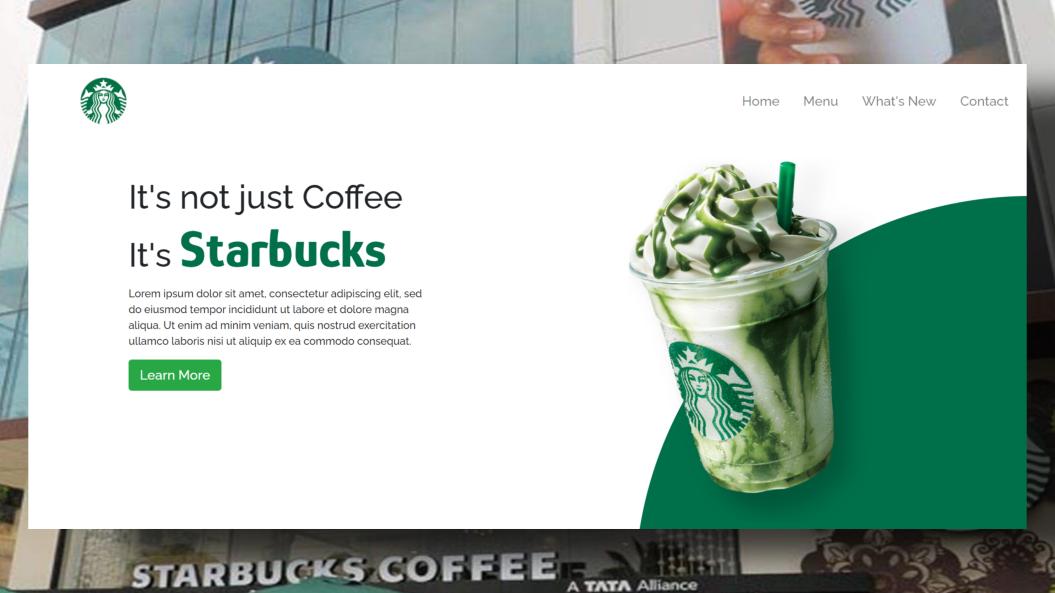 Home Menu What's New Contact
It's not just Coffee
It's Starbucks
Lorem ipsum dolor sit amet, consectetur adipiscing elit, sed
do eiusmod tempor incididunt ut labore et dolore magna
aliqua. Ut enim ad minim veniam, quis nostrud exercitation
ullamco laboris nisi ut aliquip ex ea commodo consequat.
Learn More
STARBUCKS COFFEE
A TATA Alliance